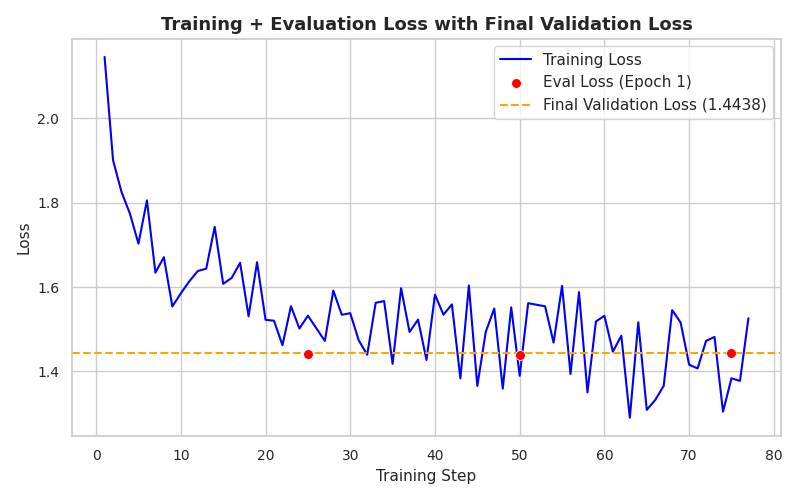 Training + Evaluation Loss with Final Validation Loss
Training Loss
Eval Loss (Epoch 1)
Final Validation Loss (1.4438)
Loss
2.0
1.8
1.6
1.4
0 10 20 30 40 50 60 70 80
Training Step